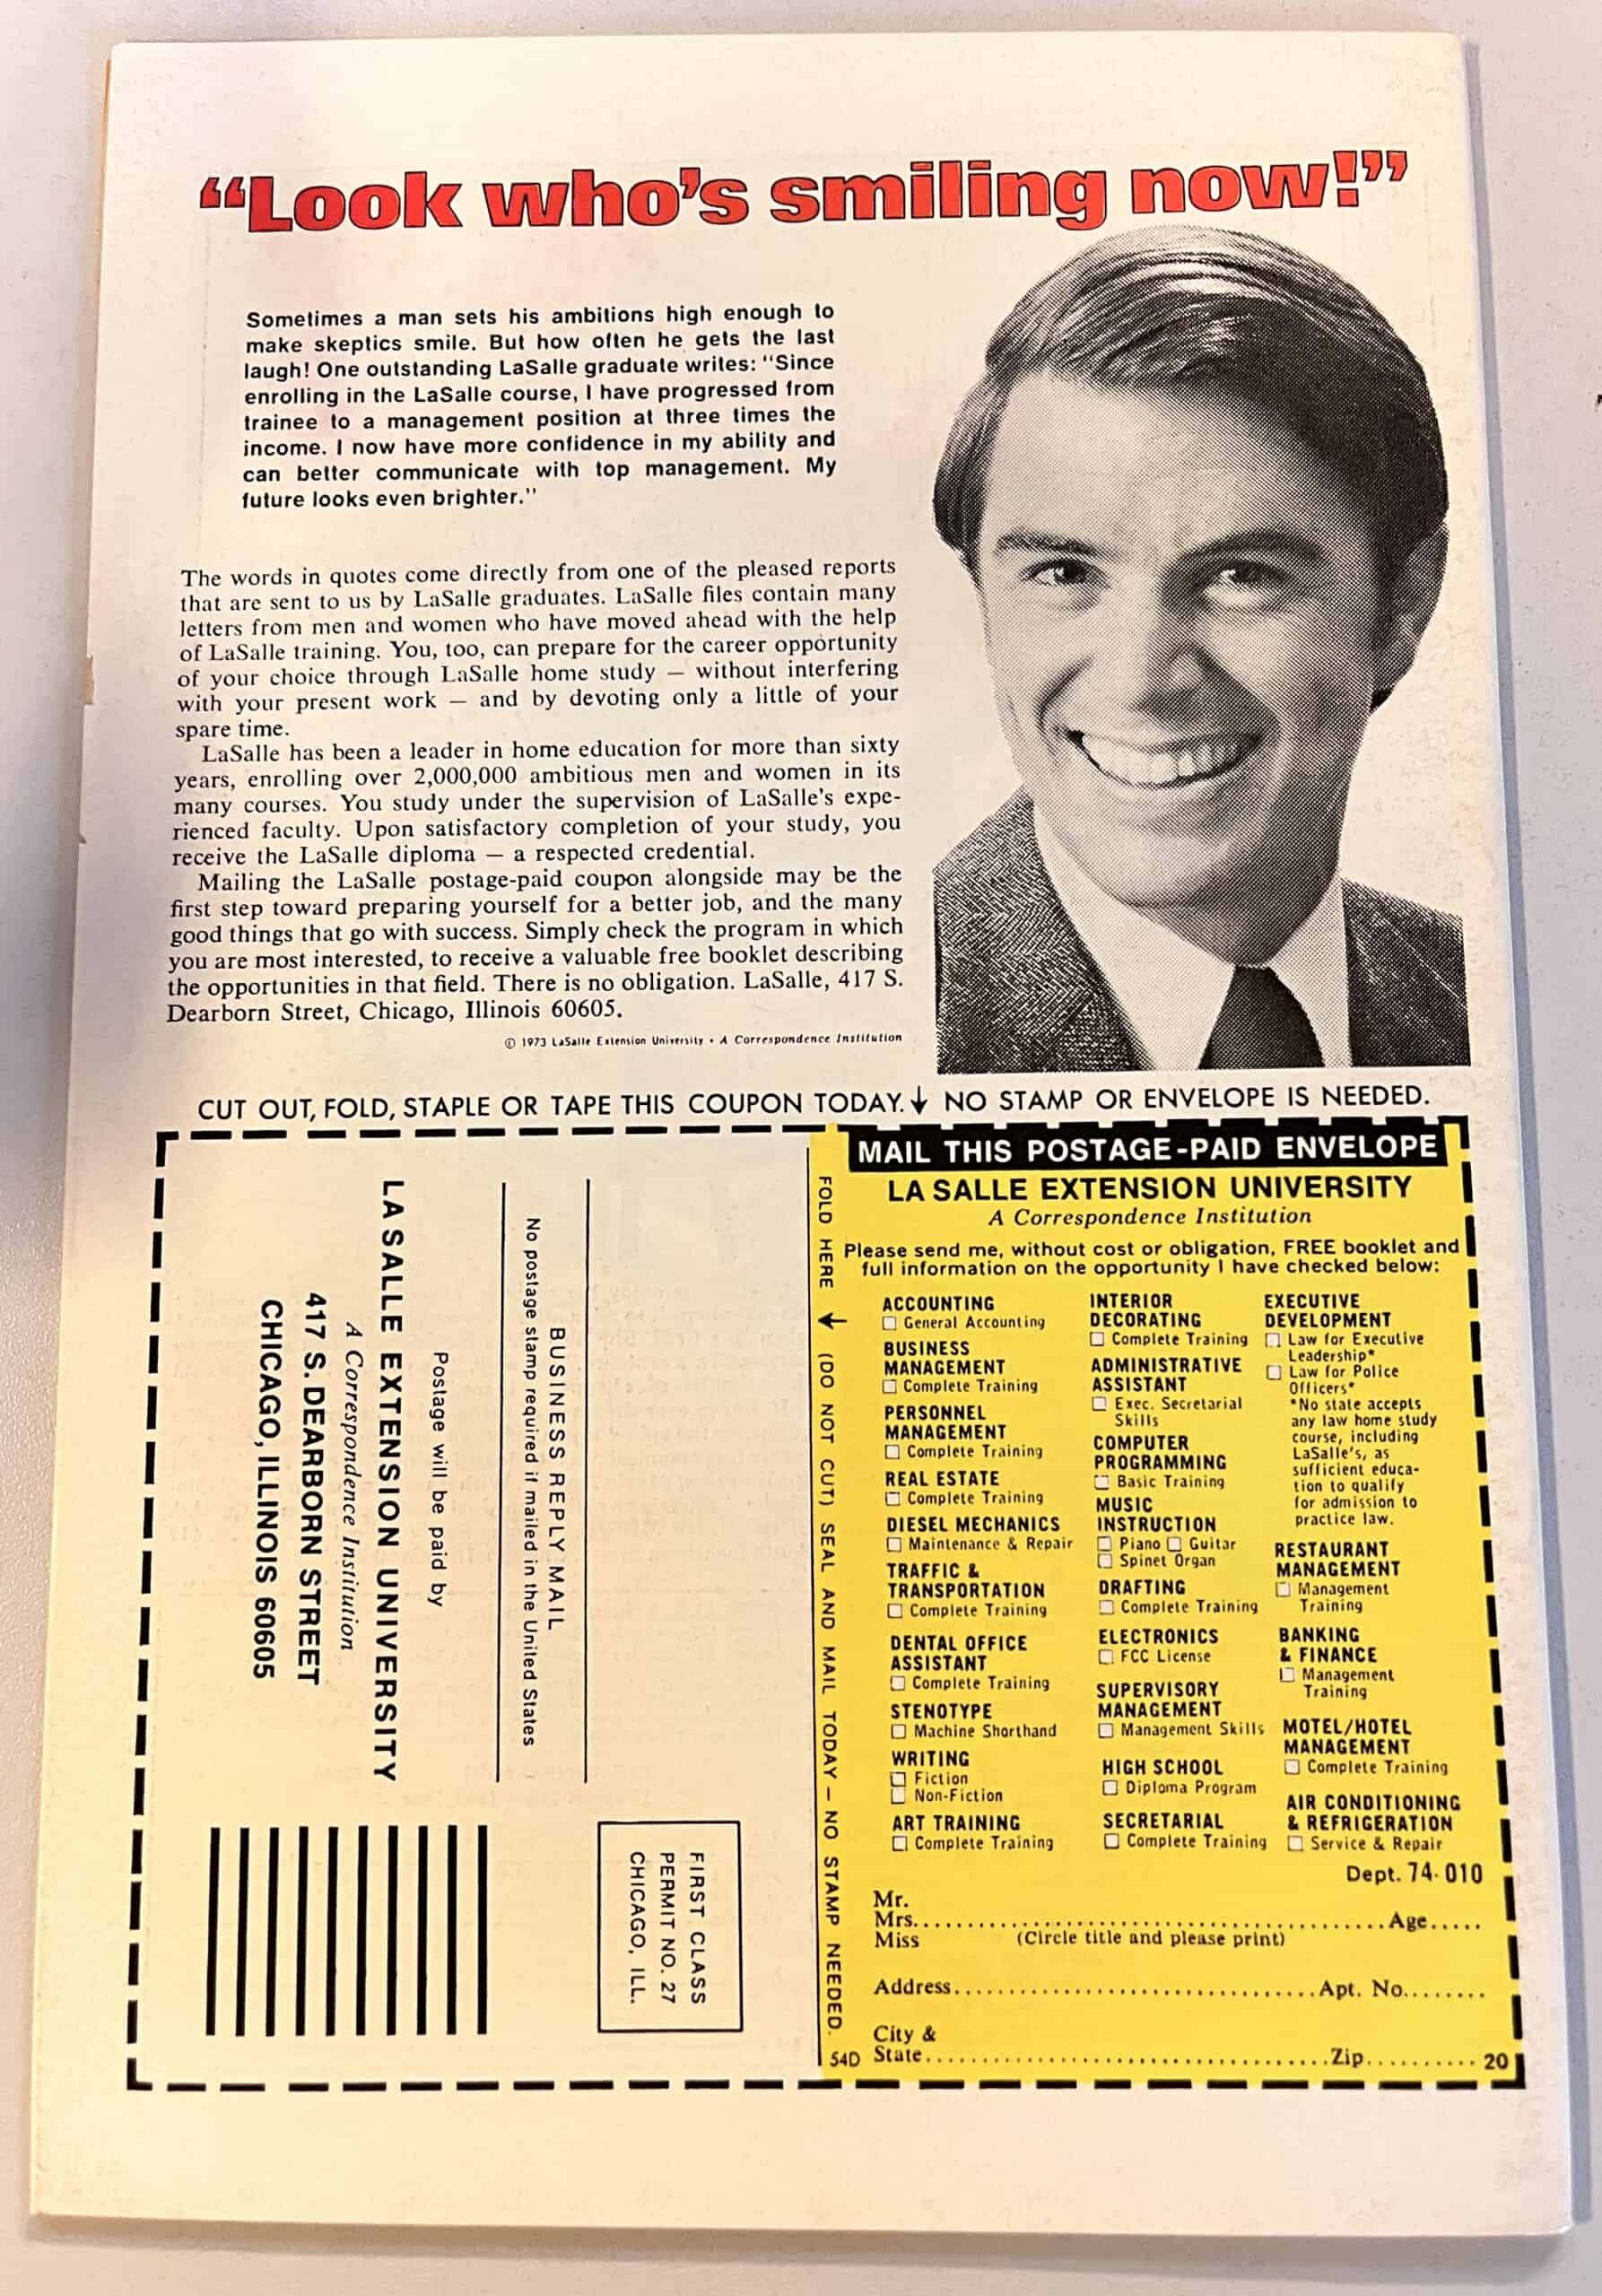 “Look who's smiling now!”
Sometimes a man sets his ambitions high enough to
make skeptics smile. But how often he gets the last
laugh! One outstanding LaSalle graduate writes: "Since
enrolling in the LaSalle course, I have progressed from
trainee to a management position at three times the
income. I now have more confidence in my ability and
can better communicate with top management. My
future looks even brighter."
The words in quotes come directly from one of the pleased reports
that are sent to us by LaSalle graduates. LaSalle files contain many
letters from men and women who have moved ahead with the help
of LaSalle training. You, too, can prepare for the career opportunity
of your choice through LaSalle home study — without interfering
with your present work — and by devoting only a little of your
spare time.
LaSalle has been a leader in home education for more than sixty
years, enrolling over 2,000,000 ambitious men and women in its
many courses. You study under the supervision of LaSalle's expe-
rienced faculty. Upon satisfactory completion of your study, you
receive the LaSalle diploma — a respected credential.
Mailing the LaSalle postage-paid coupon alongside may be the
first step toward preparing yourself for a better job, and the many
good things that go with success. Simply check the program in which
you are most interested, to receive a valuable free booklet describing
the opportunities in that field. There is no obligation. LaSalle, 417 S.
Dearborn Street, Chicago, Illinois 60605.
© 1973 LaSalle Extension University • A Correspondence Institution
CUT OUT, FOLD, STAPLE OR TAPE THIS COUPON TODAY. ↓ NO STAMP OR ENVELOPE IS NEEDED.
BUSINESS REPLY MAIL
No postage stamp required if mailed in the United States
Postage will be paid by
LA SALLE EXTENSION UNIVERSITY
A Correspondence Institution
417 S. DEARBORN STREET
CHICAGO, ILLINOIS 60605
FIRST CLASS
PERMIT NO. 27
CHICAGO, ILL.
FOLD HERE ← (DO NOT CUT) SEAL AND MAIL TODAY – NO STAMP NEEDED.
MAIL THIS POSTAGE-PAID ENVELOPE
LA SALLE EXTENSION UNIVERSITY
A Correspondence Institution
Please send me, without cost or obligation, FREE booklet and
full information on the opportunity I have checked below:
ACCOUNTING
☐ General Accounting
BUSINESS
MANAGEMENT
☐ Complete Training
PERSONNEL
MANAGEMENT
☐ Complete Training
REAL ESTATE
☐ Complete Training
DIESEL MECHANICS
☐ Maintenance & Repair
TRAFFIC &
TRANSPORTATION
☐ Complete Training
DENTAL OFFICE
ASSISTANT
☐ Complete Training
STENOTYPE
☐ Machine Shorthand
WRITING
☐ Fiction
☐ Non-Fiction
ART TRAINING
☐ Complete Training
INTERIOR
DECORATING
☐ Complete Training
ADMINISTRATIVE
ASSISTANT
☐ Exec. Secretarial
Skills
COMPUTER
PROGRAMMING
☐ Basic Training
MUSIC
INSTRUCTION
☐ Piano ☐ Guitar
☐ Spinet Organ
DRAFTING
☐ Complete Training
ELECTRONICS
☐ FCC License
SUPERVISORY
MANAGEMENT
☐ Management Skills
HIGH SCHOOL
☐ Diploma Program
SECRETARIAL
☐ Complete Training
EXECUTIVE
DEVELOPMENT
☐ Law for Executive
Leadership*
☐ Law for Police
Officers*
*No state accepts
any law home study
course, including
LaSalle's, as
sufficient educa-
tion to qualify
for admission to
practice law.
RESTAURANT
MANAGEMENT
☐ Management
Training
BANKING
& FINANCE
☐ Management
Training
MOTEL/HOTEL
MANAGEMENT
☐ Complete Training
AIR CONDITIONING
& REFRIGERATION
☐ Service & Repair
Dept. 74-010
Mr.
Mrs. Age
Miss (Circle title and please print)
Address Apt. No.
City &
State Zip 20
54D